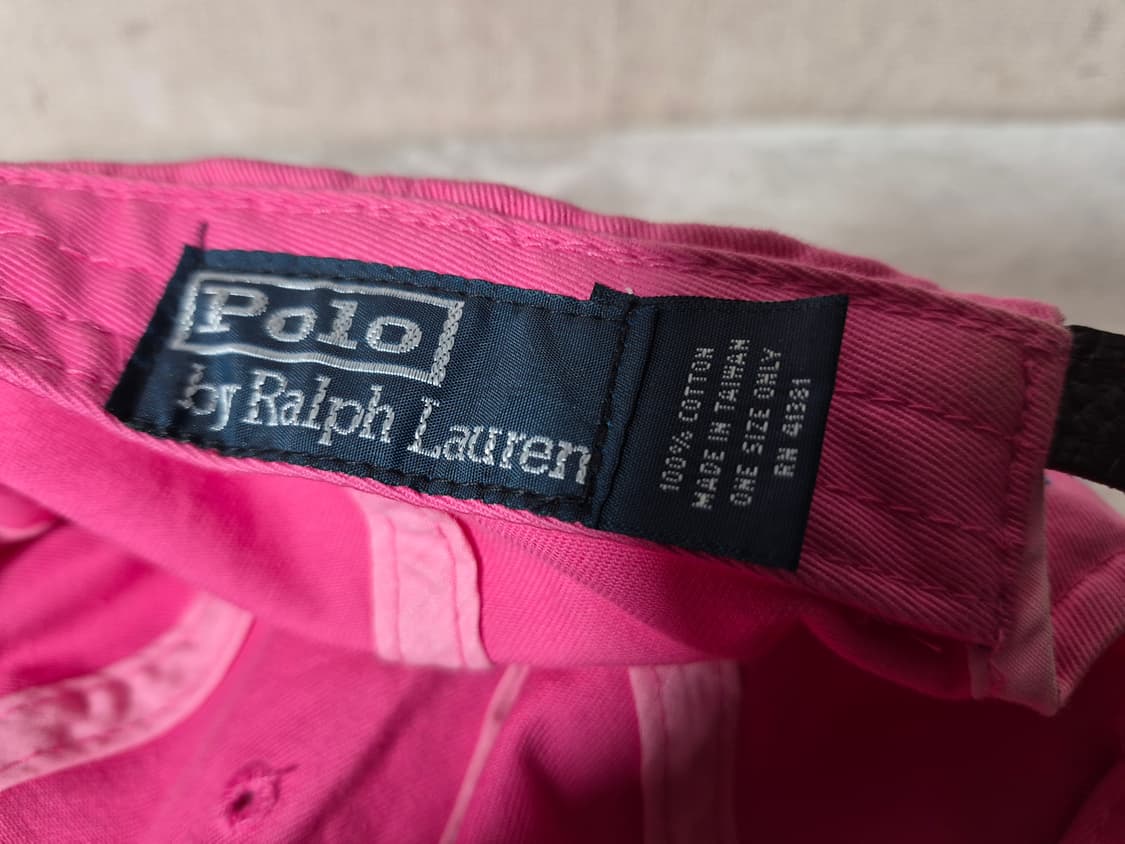 Polo
by Ralph Lauren
100% COTTON
MADE IN TAIWAN
ONE SIZE ONLY
RN 41381